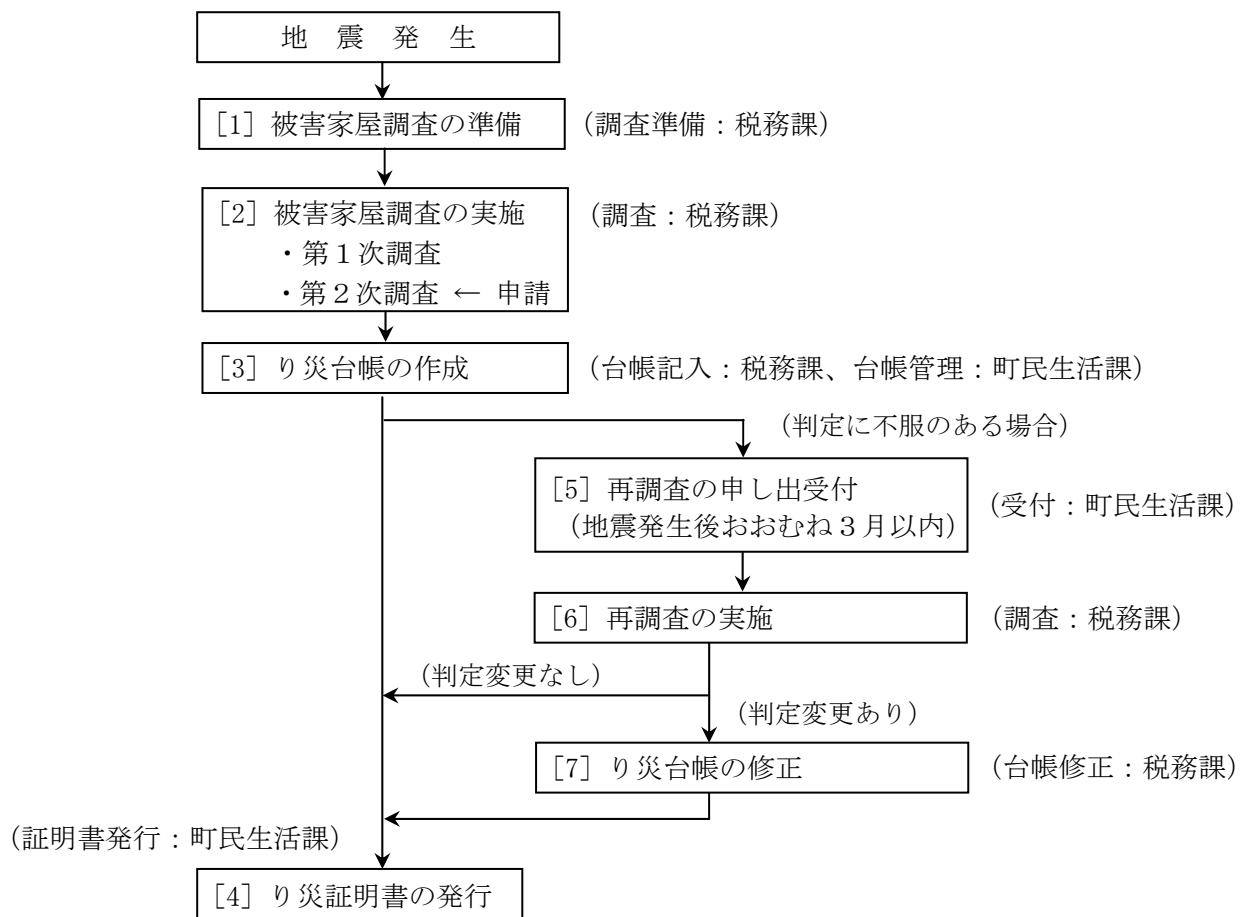 地 震 発 生
[1] 被害家屋調査の準備
（調査準備：税務課）
[2] 被害家屋調査の実施
（調査：税務課）
・第１次調査
・第２次調査 ← 申請
[3] り災台帳の作成
（台帳記入：税務課、台帳管理：町民生活課）
（判定に不服のある場合）
[5] 再調査の申し出受付
（地震発生後おおむね３月以内）
（受付：町民生活課）
[6] 再調査の実施
（調査：税務課）
（判定変更なし）
（判定変更あり）
[7] り災台帳の修正
（台帳修正：税務課）
（証明書発行：町民生活課）
[4] り災証明書の発行